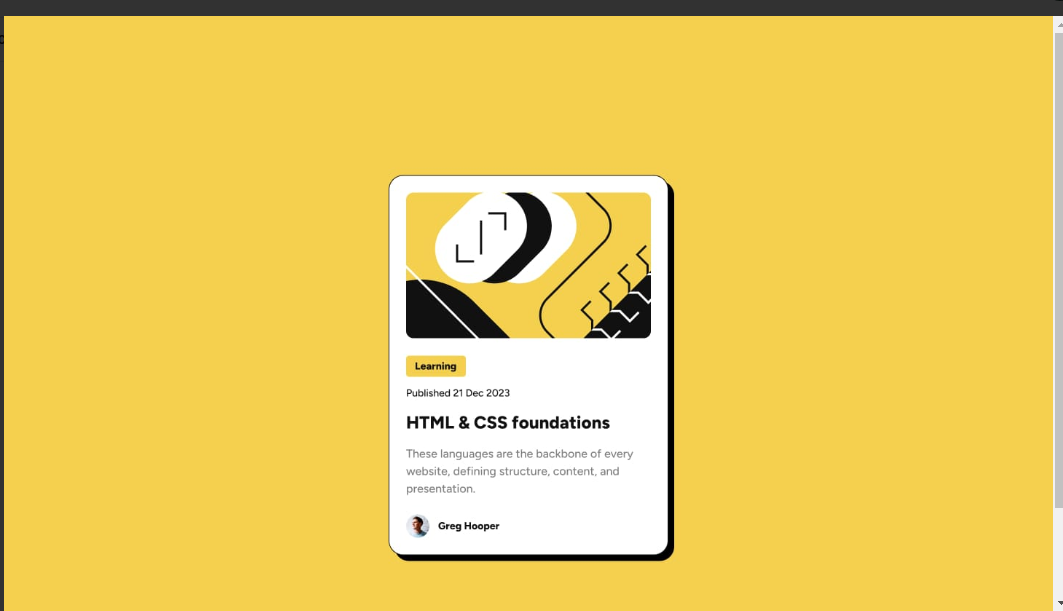 Learning
Published 21 Dec 2023
HTML & CSS foundations
These languages are the backbone of every
website, defining structure, content, and
presentation.
Greg Hooper